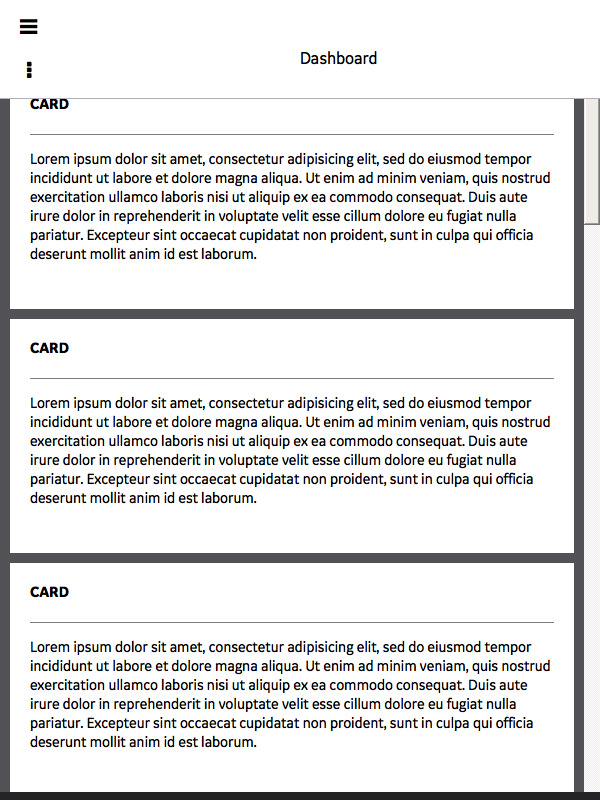 Dashboard
CARD
Lorem ipsum dolor sit amet, consectetur adipisicing elit, sed do eiusmod tempor
incididunt ut labore et dolore magna aliqua. Ut enim ad minim veniam, quis nostrud
exercitation ullamco laboris nisi ut aliquip ex ea commodo consequat. Duis aute
irure dolor in reprehenderit in voluptate velit esse cillum dolore eu fugiat nulla
pariatur. Excepteur sint occaecat cupidatat non proident, sunt in culpa qui officia
deserunt mollit anim id est laborum.
CARD
Lorem ipsum dolor sit amet, consectetur adipisicing elit, sed do eiusmod tempor
incididunt ut labore et dolore magna aliqua. Ut enim ad minim veniam, quis nostrud
exercitation ullamco laboris nisi ut aliquip ex ea commodo consequat. Duis aute
irure dolor in reprehenderit in voluptate velit esse cillum dolore eu fugiat nulla
pariatur. Excepteur sint occaecat cupidatat non proident, sunt in culpa qui officia
deserunt mollit anim id est laborum.
CARD
Lorem ipsum dolor sit amet, consectetur adipisicing elit, sed do eiusmod tempor
incididunt ut labore et dolore magna aliqua. Ut enim ad minim veniam, quis nostrud
exercitation ullamco laboris nisi ut aliquip ex ea commodo consequat. Duis aute
irure dolor in reprehenderit in voluptate velit esse cillum dolore eu fugiat nulla
pariatur. Excepteur sint occaecat cupidatat non proident, sunt in culpa qui officia
deserunt mollit anim id est laborum.